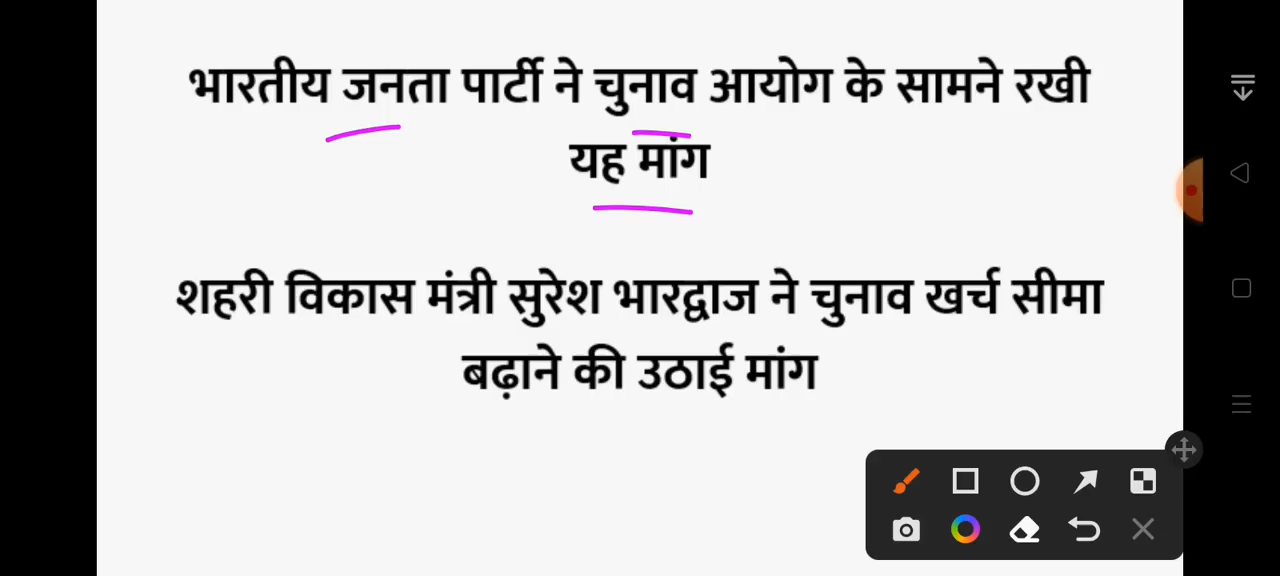 भारतीय जनता पार्टी ने चुनाव आयोग के सामने रखी
यह मांग
शहरी विकास मंत्री सुरेश भारद्वाज ने चुनाव खर्च सीमा
बढ़ाने की उठाई मांग